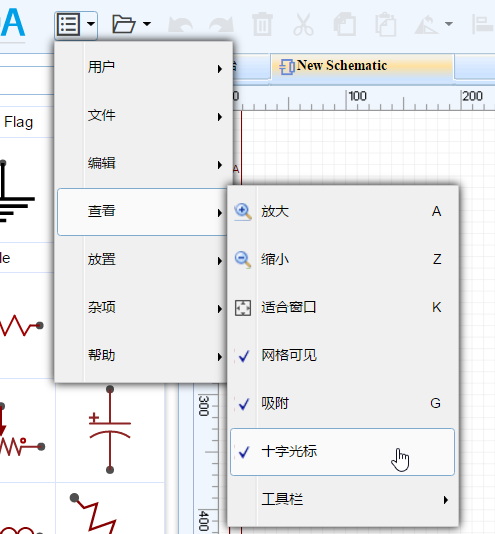 DA
用户
New Schematic
文件
100
200
Flag
编辑
A
查看
放大 A
放置
缩小 Z
杂项
适合窗口 K
帮助
网格可见
300
吸附 G
十字光标
工具栏
400